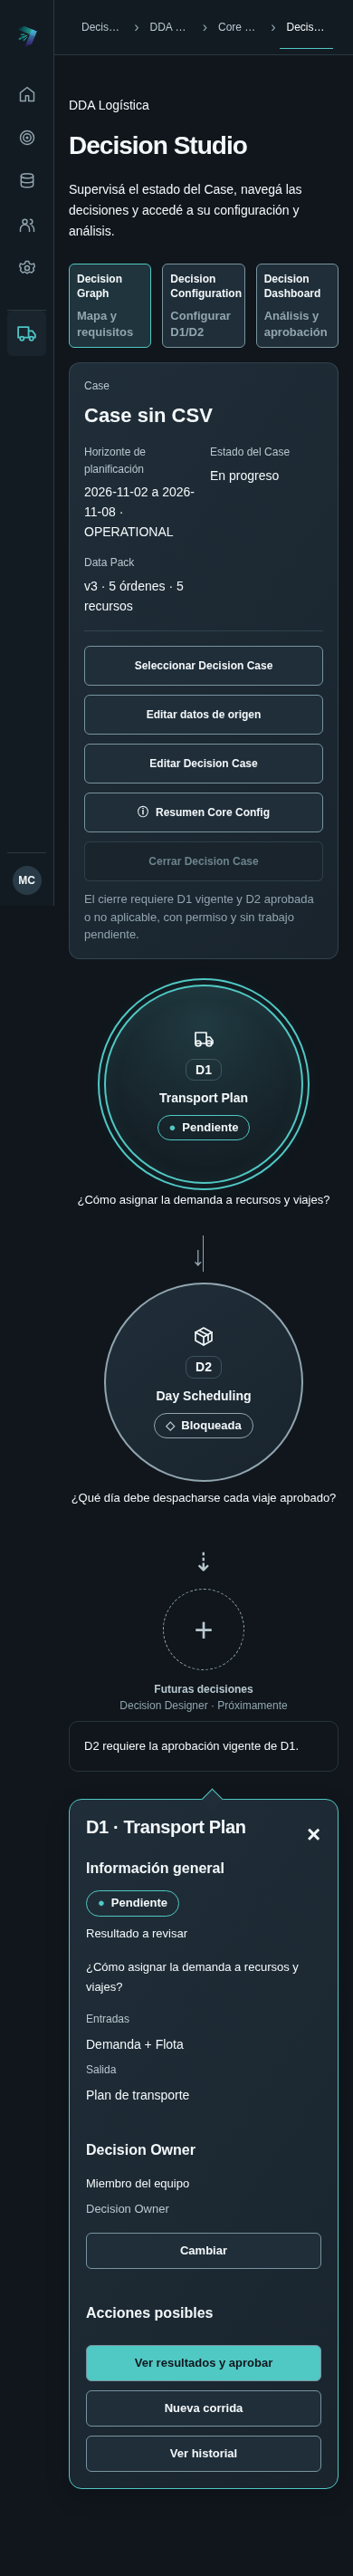 Decis… › DDA … › Core … › Decis…
DDA Logística
Decision Studio
Supervisá el estado del Case, navegá las
decisiones y accedé a su configuración y
análisis.
Decision
Graph
Mapa y
requisitos
Decision
Configuration
Configurar
D1/D2
Decision
Dashboard
Análisis y
aprobación
Case
Case sin CSV
Horizonte de
planificación
2026-11-02 a 2026-
11-08 ·
OPERATIONAL
Estado del Case
En progreso
Data Pack
v3 · 5 órdenes · 5
recursos
Seleccionar Decision Case
Editar datos de origen
Editar Decision Case
Resumen Core Config
Cerrar Decision Case
El cierre requiere D1 vigente y D2 aprobada
o no aplicable, con permiso y sin trabajo
pendiente.
MC
D1
Transport Plan
Pendiente
¿Cómo asignar la demanda a recursos y viajes?
D2
Day Scheduling
Bloqueada
¿Qué día debe despacharse cada viaje aprobado?
Futuras decisiones
Decision Designer · Próximamente
D2 requiere la aprobación vigente de D1.
D1 · Transport Plan
Información general
Pendiente
Resultado a revisar
¿Cómo asignar la demanda a recursos y
viajes?
Entradas
Demanda + Flota
Salida
Plan de transporte
Decision Owner
Miembro del equipo
Decision Owner
Cambiar
Acciones posibles
Ver resultados y aprobar
Nueva corrida
Ver historial